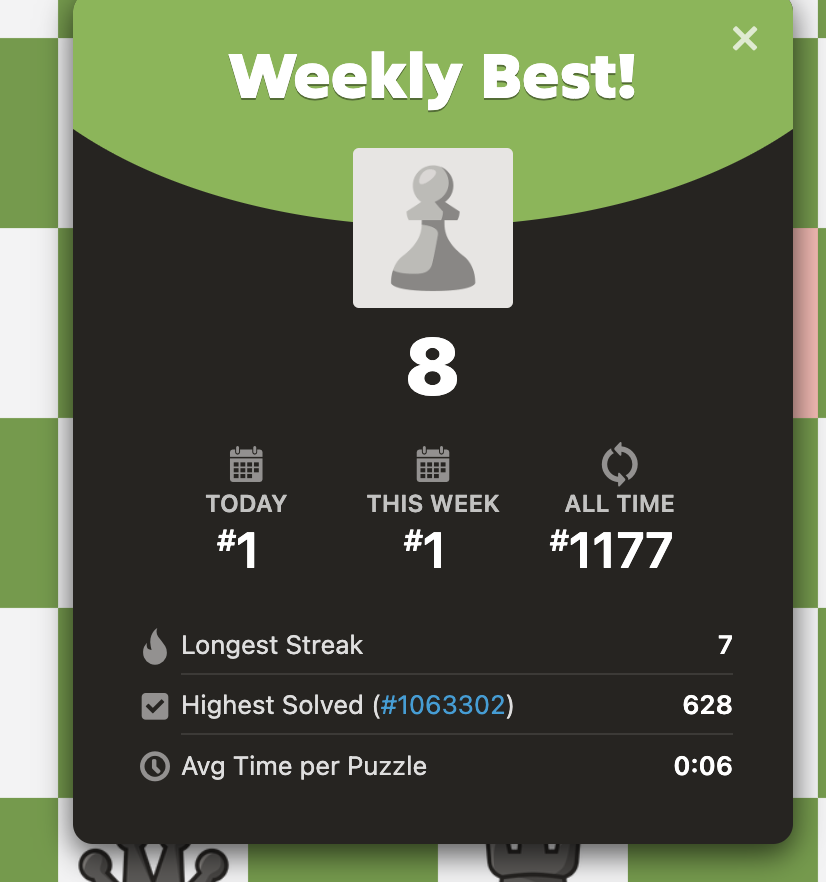 Weekly Best!
8
TODAY THIS WEEK ALL TIME
#1 #1 #1177
Longest Streak 7
Highest Solved (#1063302) 628
Avg Time per Puzzle 0:06